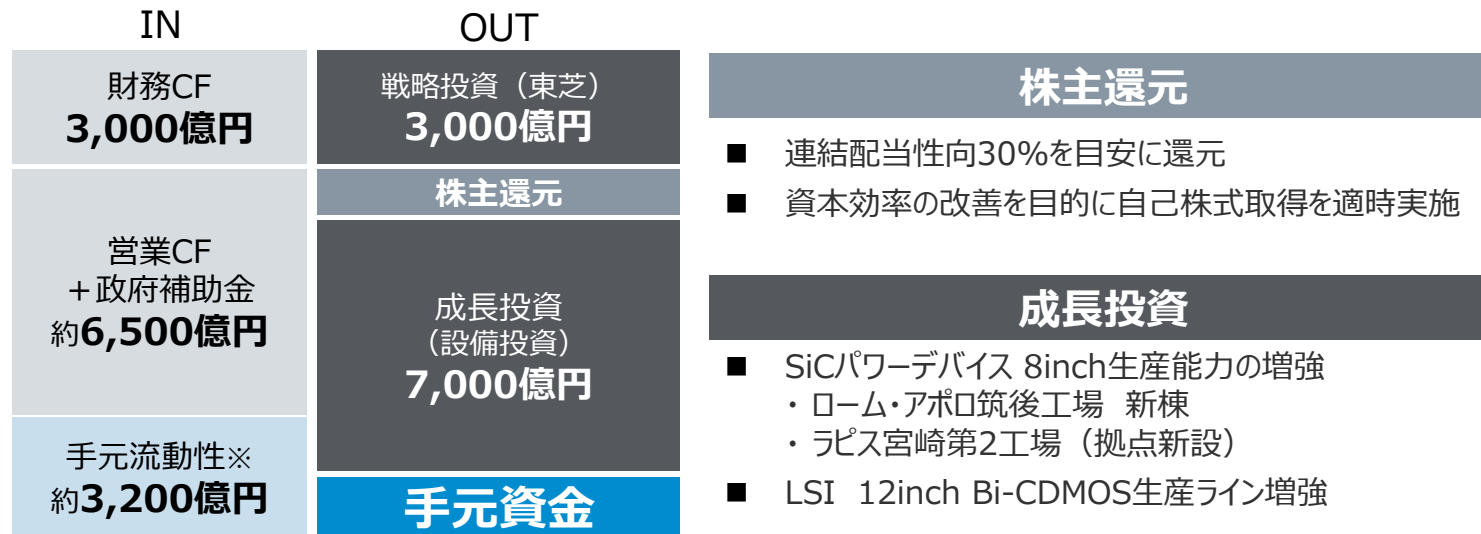 IN
財務CF
3,000億円
営業CF
＋政府補助金
約6,500億円
手元流動性※
約3,200億円
OUT
戦略投資（東芝）
3,000億円
株主還元
成長投資
（設備投資）
7,000億円
手元資金
株主還元
■ 連結配当性向30%を目安に還元
■ 資本効率の改善を目的に自己株式取得を適時実施
成長投資
■ SiCパワーデバイス 8inch生産能力の増強
・ ローム・アポロ筑後工場 新棟
・ ラピス宮崎第2工場（拠点新設）
■ LSI 12inch Bi-CDMOS生産ライン増強